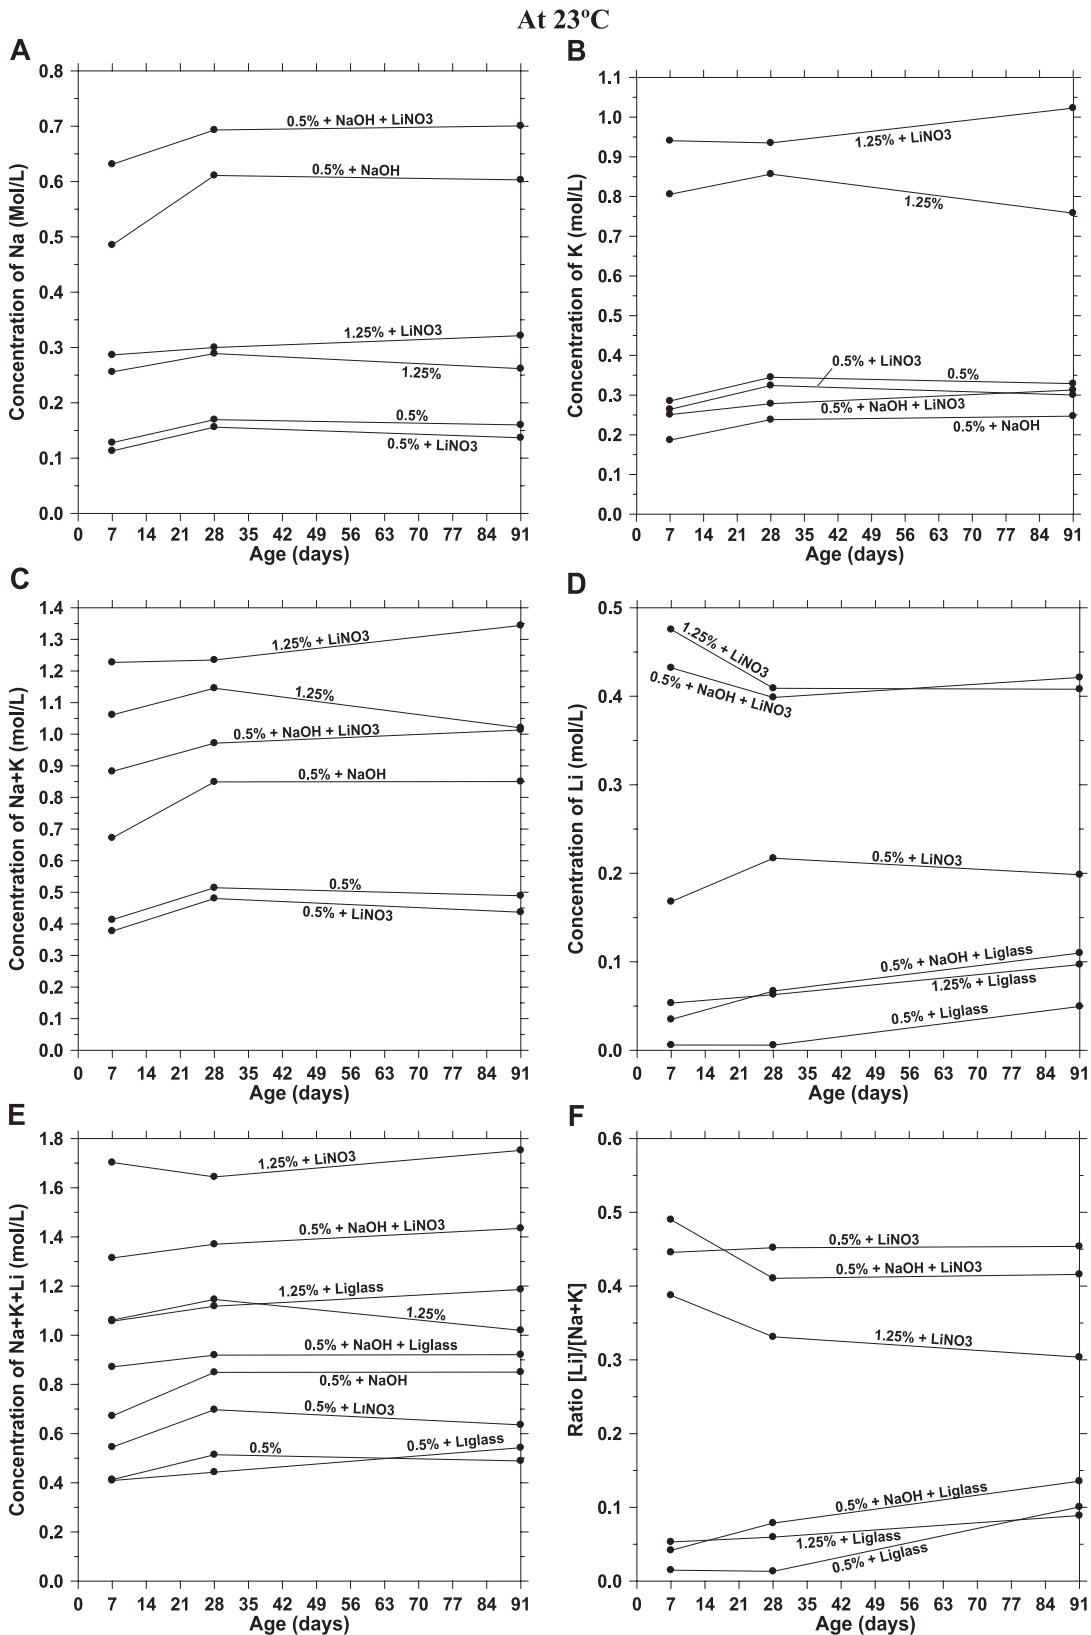 At 23ºC
A
Concentration of Na (Mol/L)
0.8
0.7
0.6
0.5
0.4
0.3
0.2
0.1
0.0
0.5% + NaOH + LiNO3
0.5% + NaOH
1.25% + LiNO3
1.25%
0.5%
0.5% + LiNO3
0 7 14 21 28 35 42 49 56 63 70 77 84 91
Age (days)
B
Concentration of K (mol/L)
1.1
1.0
0.9
0.8
0.7
0.6
0.5
0.4
0.3
0.2
0.1
0.0
1.25% + LiNO3
1.25%
0.5% + LiNO3
0.5%
0.5% + NaOH + LiNO3
0.5% + NaOH
0 7 14 21 28 35 42 49 56 63 70 77 84 91
Age (days)
C
Concentration of Na+K (mol/L)
1.4
1.3
1.2
1.1
1.0
0.9
0.8
0.7
0.6
0.5
0.4
0.3
0.2
0.1
0.0
1.25% + LiNO3
1.25%
0.5% + NaOH + LiNO3
0.5% + NaOH
0.5%
0.5% + LiNO3
0 7 14 21 28 35 42 49 56 63 70 77 84 91
Age (days)
D
Concentration of Li (mol/L)
0.5
0.4
0.3
0.2
0.1
0.0
1.25% + LiNO3
0.5% + NaOH + LiNO3
0.5% + LiNO3
0.5% + NaOH + Liglass
1.25% + Liglass
0.5% + Liglass
0 7 14 21 28 35 42 49 56 63 70 77 84 91
Age (days)
E
Concentration of Na+K+Li (mol/L)
1.8
1.6
1.4
1.2
1.0
0.8
0.6
0.4
0.2
0.0
1.25% + LiNO3
0.5% + NaOH + LiNO3
1.25% + Liglass
1.25%
0.5% + NaOH + Liglass
0.5% + NaOH
0.5% + LiNO3
0.5% + Liglass
0.5%
0 7 14 21 28 35 42 49 56 63 70 77 84 91
Age (days)
F
Ratio [Li]/[Na+K]
0.6
0.5
0.4
0.3
0.2
0.1
0.0
0.5% + LiNO3
0.5% + NaOH + LiNO3
1.25% + LiNO3
0.5% + NaOH + Liglass
1.25% + Liglass
0.5% + Liglass
0 7 14 21 28 35 42 49 56 63 70 77 84 91
Age (days)